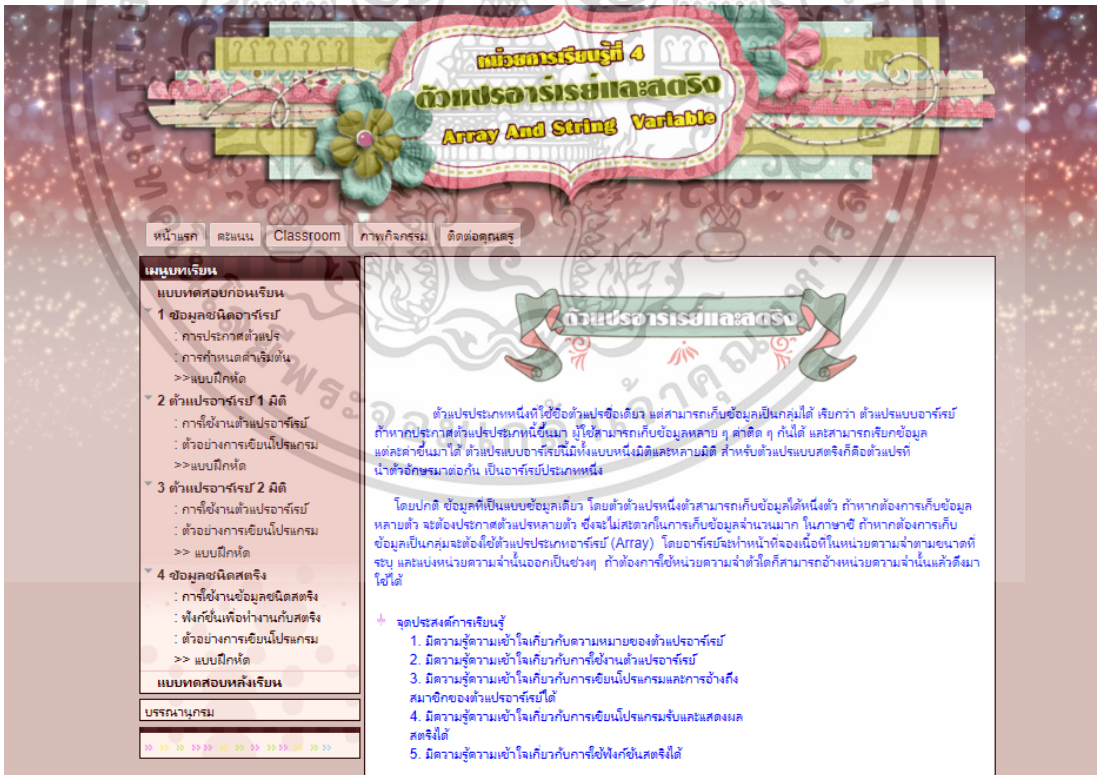 หน่วยการเรียนรู้ที่ 4
ตัวแปรอาร์เรย์และสตริง
Array And String Variable
หน้าแรก คะแนน Classroom ภาพกิจกรรม ติดต่อคุณครู
เมนูบทเรียน
แบบทดสอบก่อนเรียน
1 ข้อมูลชนิดอาร์เรย์
: การประกาศตัวแปร
: การกำหนดค่าเริ่มต้น
>>แบบฝึกหัด
2 ตัวแปรอาร์เรย์ 1 มิติ
: การใช้งานตัวแปรอาร์เรย์
: ตัวอย่างการเขียนโปรแกรม
>>แบบฝึกหัด
3 ตัวแปรอาร์เรย์ 2 มิติ
: การใช้งานตัวแปรอาร์เรย์
: ตัวอย่างการเขียนโปรแกรม
>> แบบฝึกหัด
4 ข้อมูลชนิดสตริง
: การใช้งานข้อมูลชนิดสตริง
: ฟังก์ชั่นเพื่อทำงานกับสตริง
: ตัวอย่างการเขียนโปรแกรม
>> แบบฝึกหัด
แบบทดสอบหลังเรียน
บรรณานุกรม
ตัวแปรอาร์เรย์และสตริง
ตัวแปรประเภทหนึ่งที่ใช้ชื่อตัวแปรชื่อเดียว แต่สามารถเก็บข้อมูลเป็นกลุ่มได้ เรียกว่า ตัวแปรแบบอาร์เรย์
ถ้าหากประกาศตัวแปรประเภทนี้ขึ้นมา ผู้ใช้สามารถเก็บข้อมูลหลาย ๆ ค่าติด ๆ กันได้ และสามารถเรียกข้อมูล
แต่ละค่าขึ้นมาได้ ตัวแปรแบบอาร์เรย์นี้มีทั้งแบบหนึ่งมิติและหลายมิติ สำหรับตัวแปรแบบสตริงก็คือตัวแปรที่
นำตัวอักษรมาต่อกัน เป็นอาร์เรย์ประเภทหนึ่ง
โดยปกติ ข้อมูลที่เป็นแบบข้อมูลเดียว โดยตัวตัวแปรหนึ่งตัวสามารถเก็บข้อมูลได้หนึ่งตัว ถ้าหากต้องการเก็บข้อมูล
หลายตัว จะต้องประกาศตัวแปรหลายตัว ซึ่งจะไม่สะดวกในการเก็บข้อมูลจำนวนมาก ในภาษาซี ถ้าหากต้องการเก็บ
ข้อมูลเป็นกลุ่มจะต้องใช้ตัวแปรประเภทอาร์เรย์ (Array) โดยอาร์เรย์จะทำหน้าที่จองเนื้อที่ในหน่วยความจำตามขนาดที่
ระบุ และแบ่งหน่วยความจำนั้นออกเป็นช่วงๆ ถ้าต้องการใช้หน่วยความจำตัวใดก็สามารถอ้างหน่วยความจำนั้นแล้วดึงมา
ใช้ได้
จุดประสงค์การเรียนรู้
1. มีความรู้ความเข้าใจเกี่ยวกับความหมายของตัวแปรอาร์เรย์
2. มีความรู้ความเข้าใจเกี่ยวกับการใช้งานตัวแปรอาร์เรย์
3. มีความรู้ความเข้าใจเกี่ยวกับการเขียนโปรแกรมและการอ้างถึง
สมาชิกของตัวแปรอาร์เรย์ได้
4. มีความรู้ความเข้าใจเกี่ยวกับการเขียนโปรแกรมรับและแสดงผล
สตริงได้
5. มีความรู้ความเข้าใจเกี่ยวกับการใช้ฟังก์ชันสตริงได้